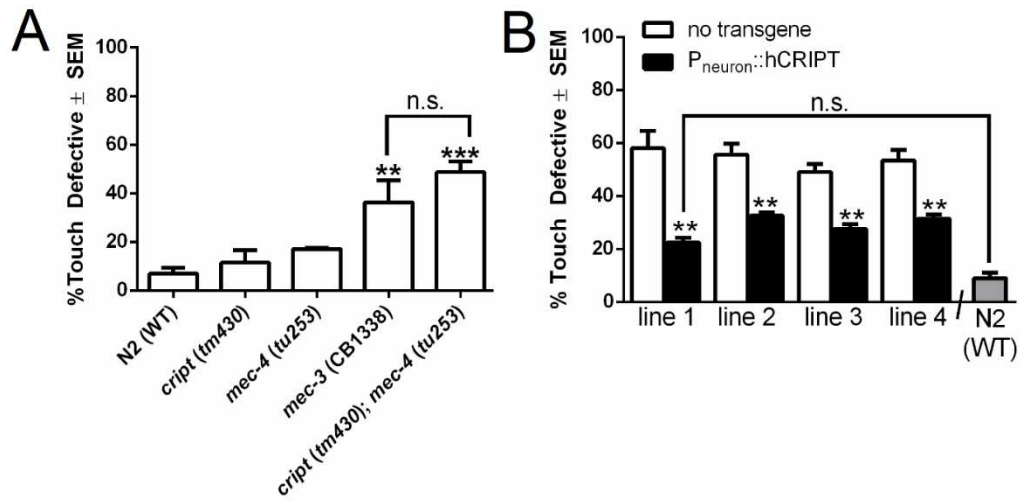 A
%Touch Defective ± SEM
100
80
60
40
20
0
n.s.
**
***
N2 (WT)
cript (tm430)
mec-4 (tu253)
mec-3 (CB1338)
cript (tm430); mec-4 (tu253)
B
% Touch Defective ± SEM
100
80
60
40
20
0
no transgene
Pneuron::hCRIPT
n.s.
**
**
**
**
line 1
line 2
line 3
line 4
N2
(WT)